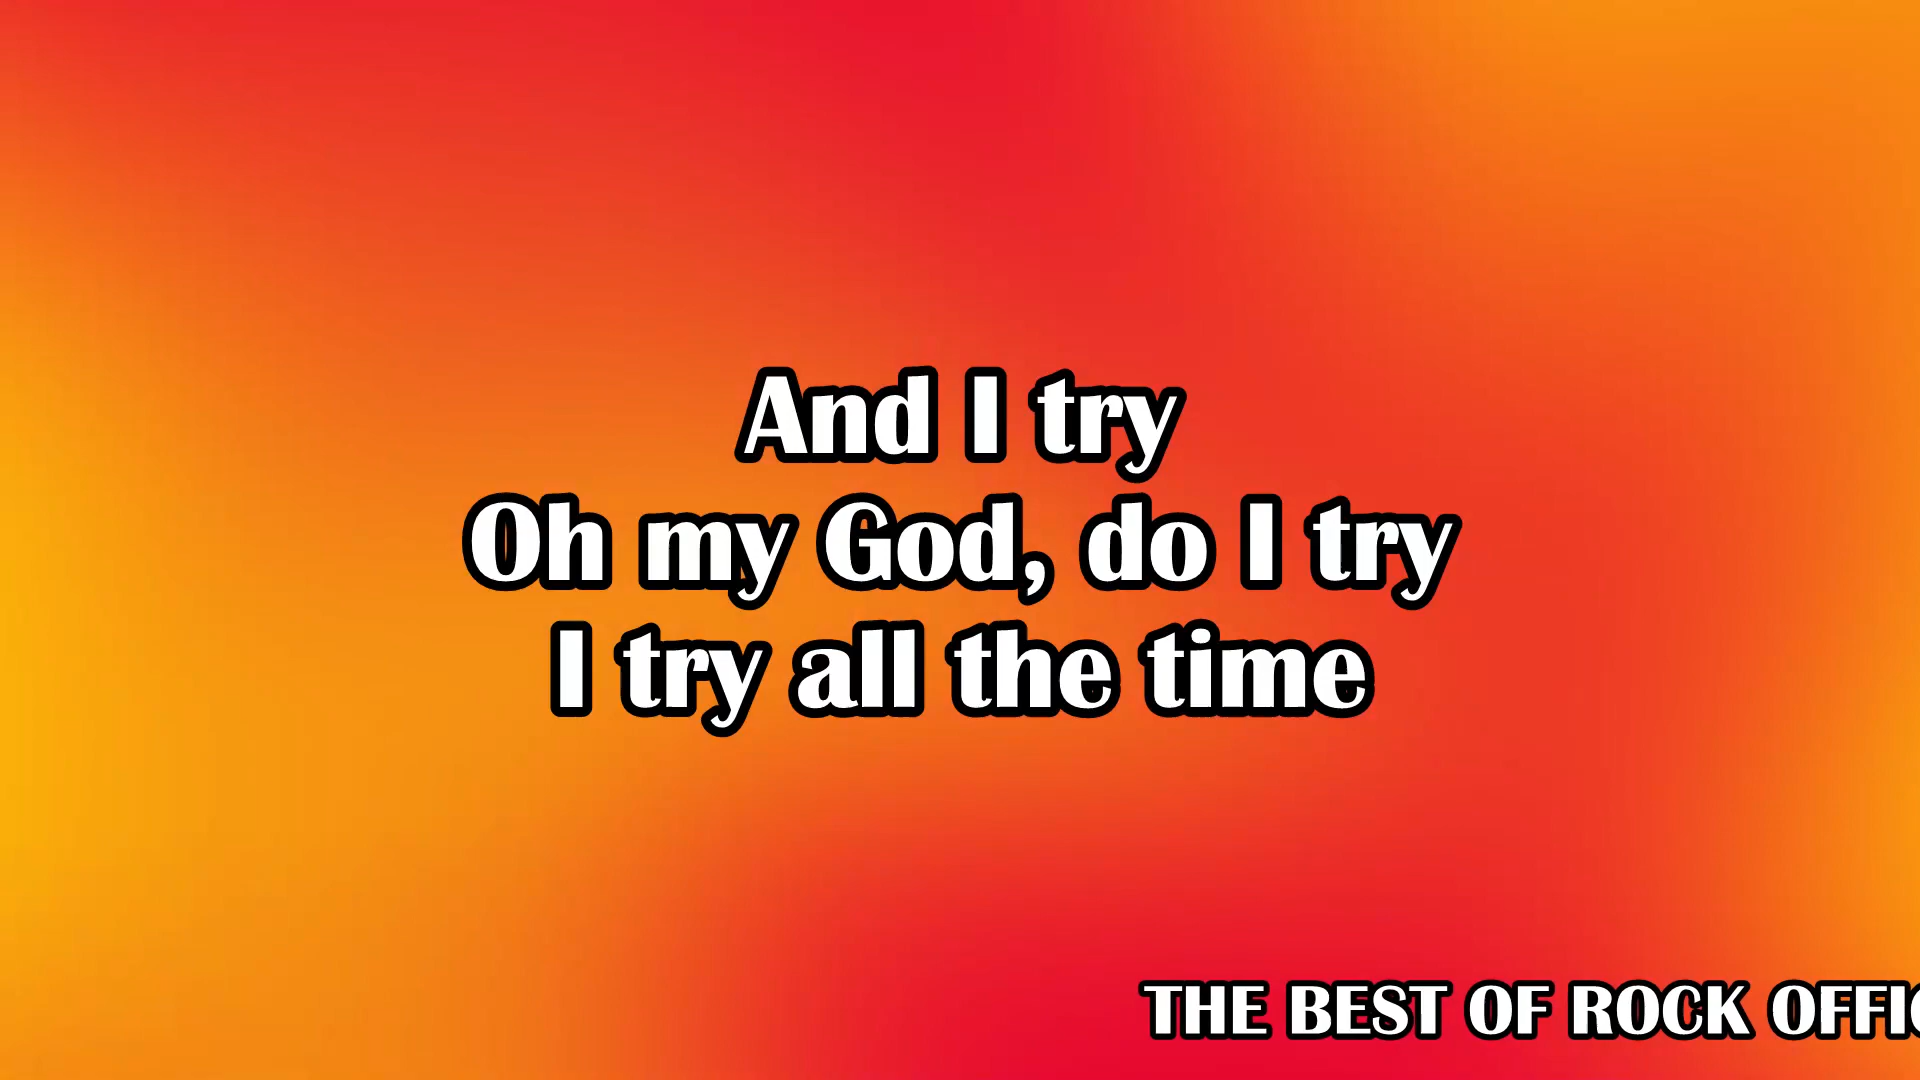 And I try
Oh my God, do I try
I try all the time
THE BEST OF ROCK